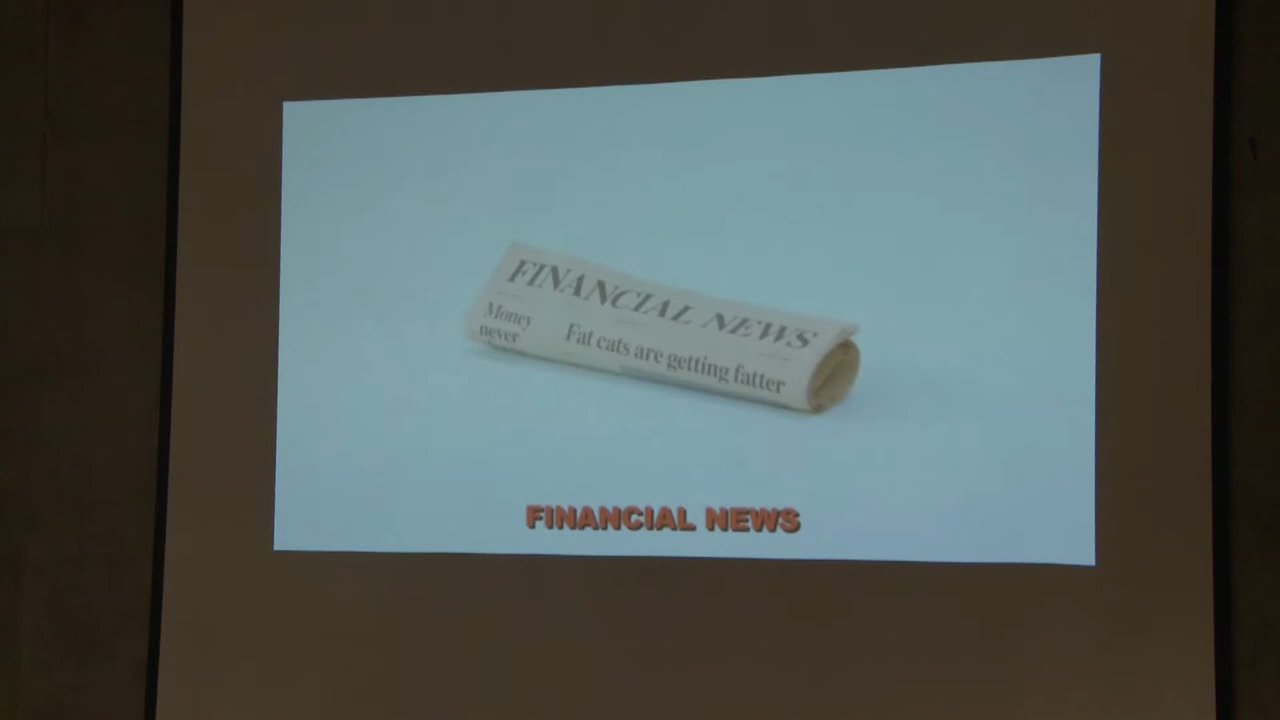 FINANCIAL NEWS
Money
never
Fat cats are getting fatter
FINANCIAL NEWS